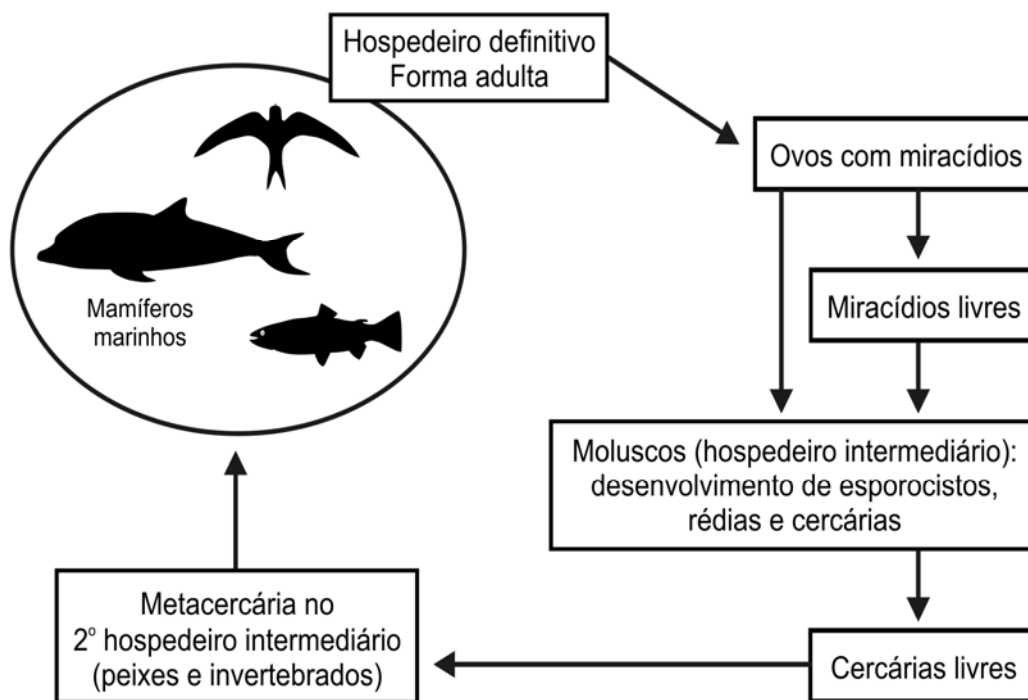 Hospedeiro definitivo
Forma adulta
Ovos com miracídios
Mamíferos
marinhos
Miracídios livres
Moluscos (hospedeiro intermediário):
desenvolvimento de esporocistos,
rédias e cercárias
Metacercária no
2º hospedeiro intermediário
(peixes e invertebrados)
Cercárias livres